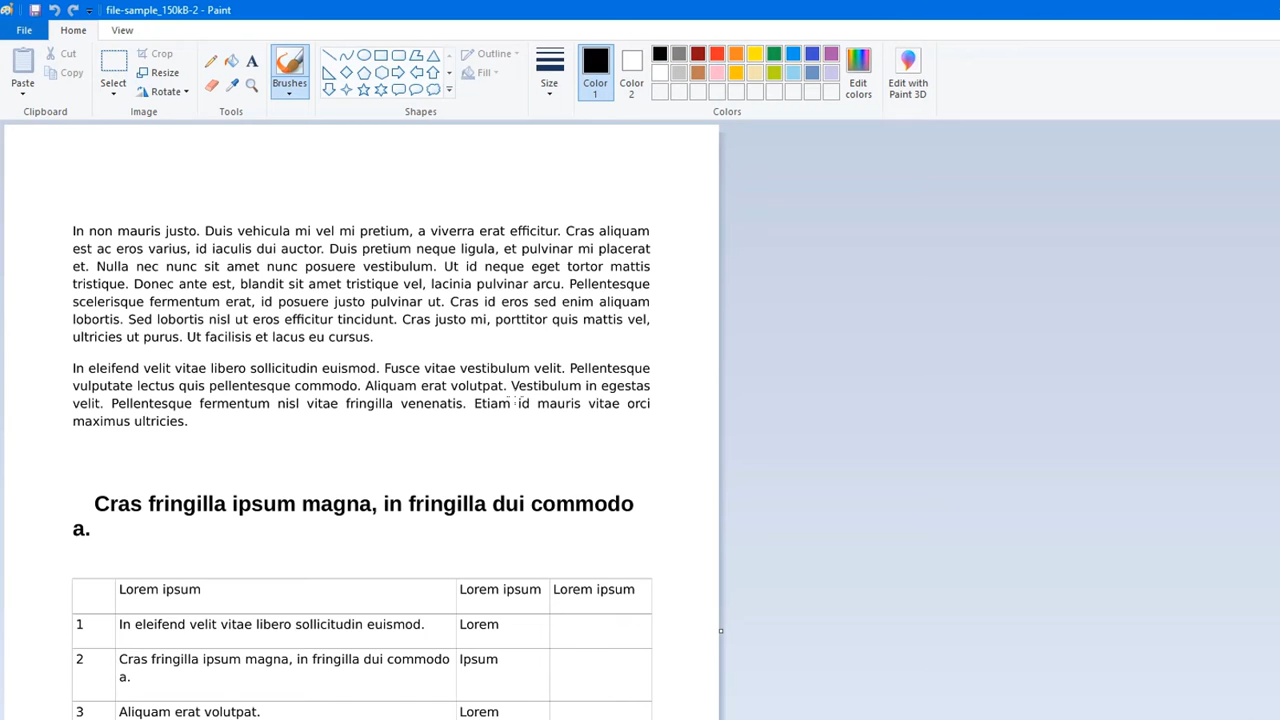 file-sample_150kB-2 - Paint
File Home View
Paste
Cut
Copy
Clipboard
Select
Crop
Resize
Rotate
Image
A
Tools
Brushes
Outline
Fill
Shapes
Size
Color
1
Color
2
Edit
colors
Colors
Edit with
Paint 3D
In non mauris justo. Duis vehicula mi vel mi pretium, a viverra erat efficitur. Cras aliquam
est ac eros varius, id iaculis dui auctor. Duis pretium neque ligula, et pulvinar mi placerat
et. Nulla nec nunc sit amet nunc posuere vestibulum. Ut id neque eget tortor mattis
tristique. Donec ante est, blandit sit amet tristique vel, lacinia pulvinar arcu. Pellentesque
scelerisque fermentum erat, id posuere justo pulvinar ut. Cras id eros sed enim aliquam
lobortis. Sed lobortis nisl ut eros efficitur tincidunt. Cras justo mi, porttitor quis mattis vel,
ultricies ut purus. Ut facilisis et lacus eu cursus.
In eleifend velit vitae libero sollicitudin euismod. Fusce vitae vestibulum velit. Pellentesque
vulputate lectus quis pellentesque commodo. Aliquam erat volutpat. Vestibulum in egestas
velit. Pellentesque fermentum nisl vitae fringilla venenatis. Etiam id mauris vitae orci
maximus ultricies.
Cras fringilla ipsum magna, in fringilla dui commodo
a.
Lorem ipsum Lorem ipsum Lorem ipsum
1 In eleifend velit vitae libero sollicitudin euismod. Lorem
2 Cras fringilla ipsum magna, in fringilla dui commodo Ipsum
a.
3 Aliquam erat volutpat. Lorem